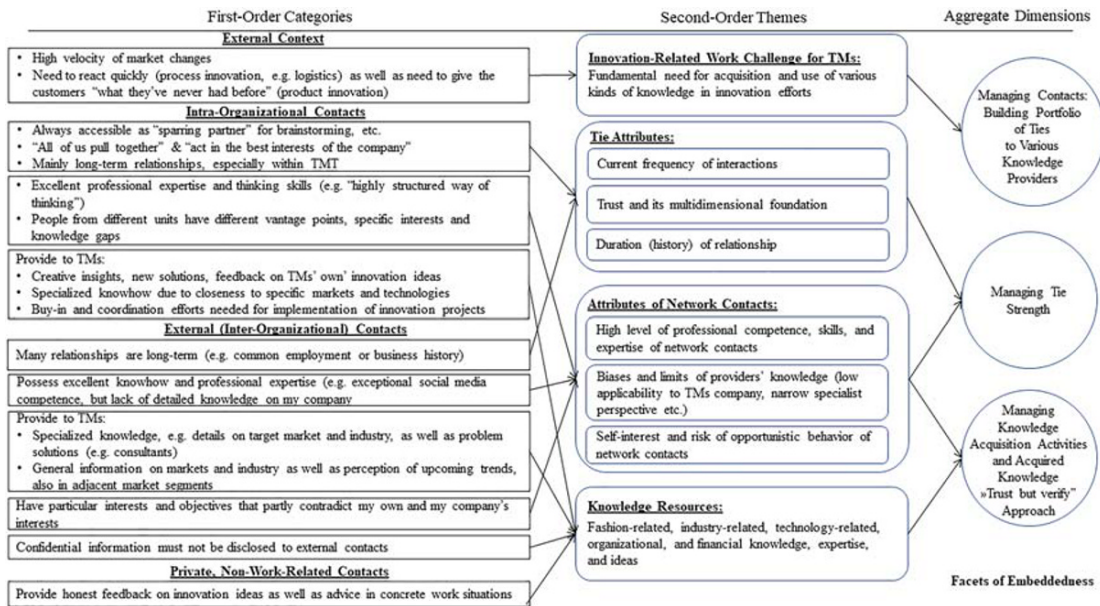 First-Order Categories
Second-Order Themes
Aggregate Dimensions
External Context
• High velocity of market changes
• Need to react quickly (process innovation, e.g. logistics) as well as need to give the
customers “what they’ve never had before” (product innovation)
Intra-Organizational Contacts
• Always accessible as “sparring partner” for brainstorming, etc.
• “All of us pull together” & “act in the best interests of the company”
• Mainly long-term relationships, especially within TMT
• Excellent professional expertise and thinking skills (e.g. “highly structured way of
thinking”)
• People from different units have different vantage points, specific interests and
knowledge gaps
Provide to TMs:
• Creative insights, new solutions, feedback on TMs’ own’ innovation ideas
• Specialized knowhow due to closeness to specific markets and technologies
• Buy-in and coordination efforts needed for implementation of innovation projects
External (Inter-Organizational) Contacts
Many relationships are long-term (e.g. common employment or business history)
Possess excellent knowhow and professional expertise (e.g. exceptional social media
competence, but lack of detailed knowledge on my company
Provide to TMs:
• Specialized knowledge, e.g. details on target market and industry, as well as problem
solutions (e.g. consultants)
• General information on markets and industry as well as perception of upcoming trends,
also in adjacent market segments
Have particular interests and objectives that partly contradict my own and my company’s
interests
Confidential information must not be disclosed to external contacts
Private, Non-Work-Related Contacts
Provide honest feedback on innovation ideas as well as advice in concrete work situations
Innovation-Related Work Challenge for TMs:
Fundamental need for acquisition and use of various
kinds of knowledge in innovation efforts
Tie Attributes:
Current frequency of interactions
Trust and its multidimensional foundation
Duration (history) of relationship
Attributes of Network Contacts:
High level of professional competence, skills, and
expertise of network contacts
Biases and limits of providers’ knowledge (low
applicability to TMs company, narrow specialist
perspective etc.)
Self-interest and risk of opportunistic behavior of
network contacts
Knowledge Resources:
Fashion-related, industry-related, technology-related,
organizational, and financial knowledge, expertise,
and ideas
Managing Contacts:
Building Portfolio
of Ties
to Various
Knowledge
Providers
Managing Tie
Strength
Managing
Knowledge
Acquisition Activities
and Acquired
Knowledge
»Trust but verify”
Approach
Facets of Embeddedness